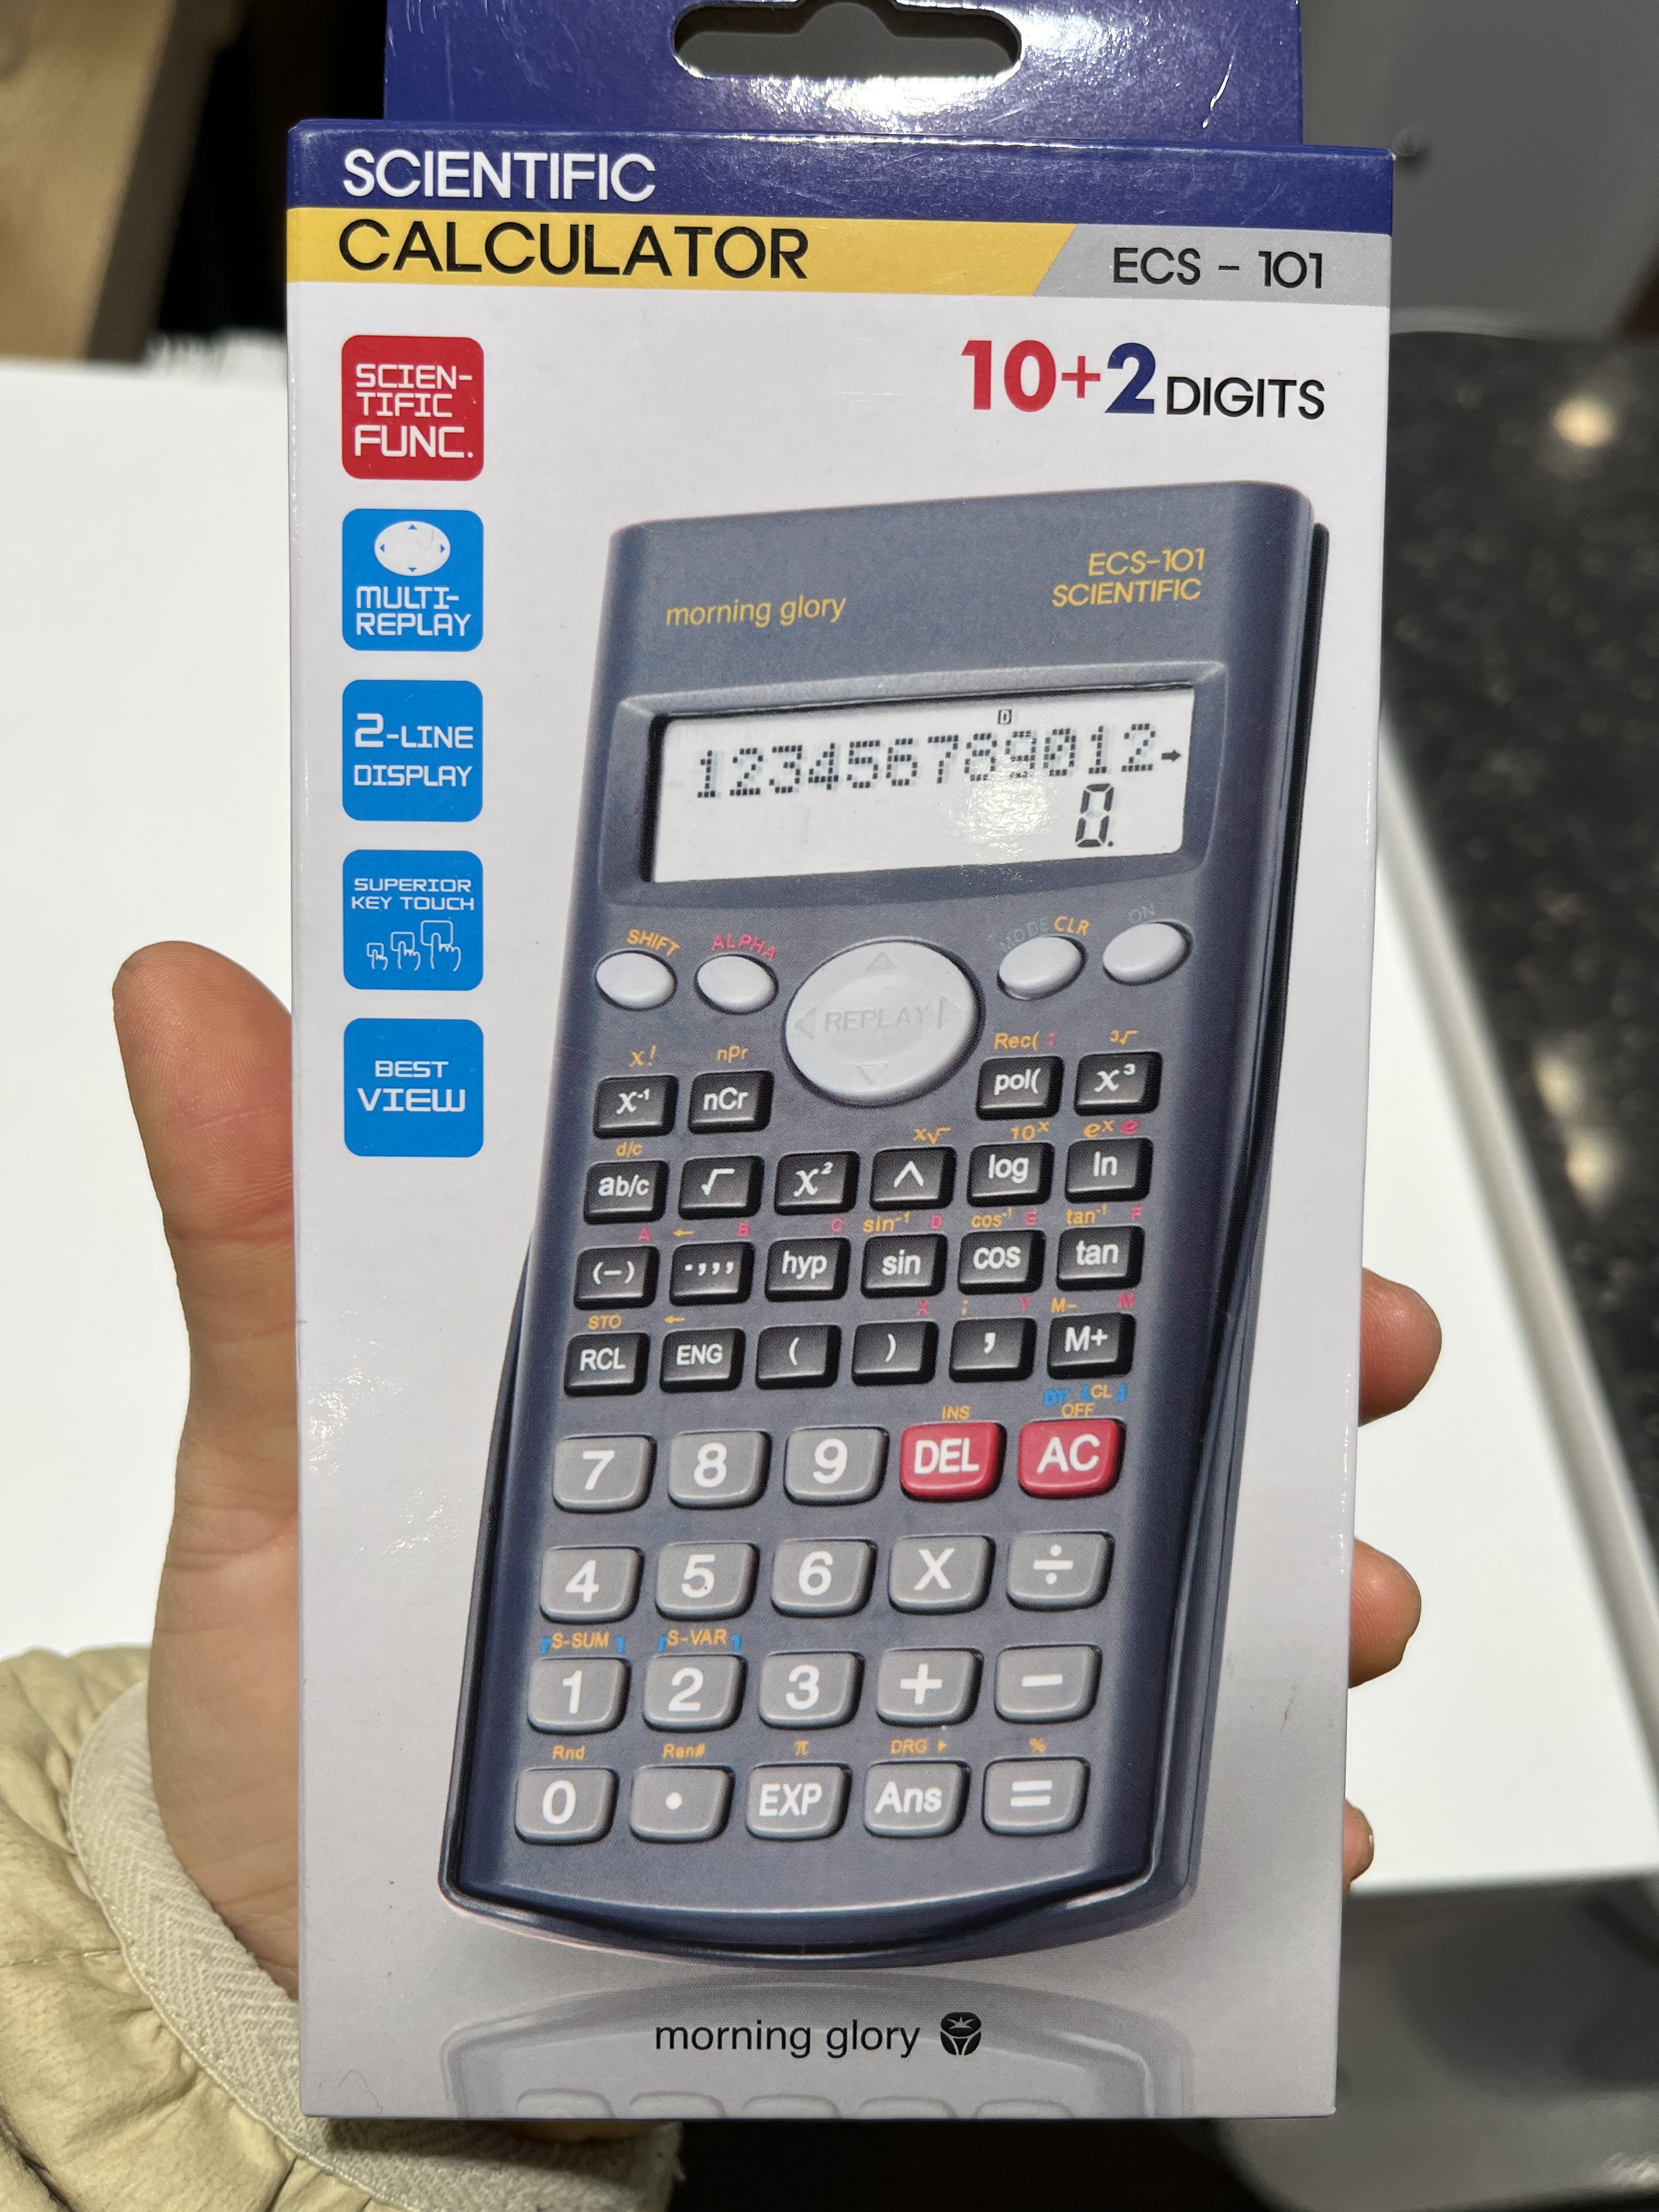 SCIENTIFIC
CALCULATOR
ECS - 101
10+2 DIGITS
SCIEN-
TIFIC
FUNC.
MULTI-
REPLAY
2-LINE
DISPLAY
SUPERIOR
KEY TOUCH
BEST
VIEW
morning glory
ECS-101
SCIENTIFIC
D
123456789012
0.
SHIFT ALPHA MODE CLR ON
REPLAY
x! nPr Rec( : ³√
x⁻¹ nCr pol( x³
d/c x√ 10ˣ eˣ e
ab/c √ x² ^ log ln
A ← B C sin⁻¹ D cos⁻¹ E tan⁻¹ F
(−) .,,, hyp sin cos tan
STO ← X ; Y M− M
RCL ENG ( ) , M+
INS DT CL
OFF
7 8 9 DEL AC
4 5 6 X ÷
S-SUM S-VAR
1 2 3 + −
Rnd Ran# π DRG▸ %
0 . EXP Ans =
morning glory